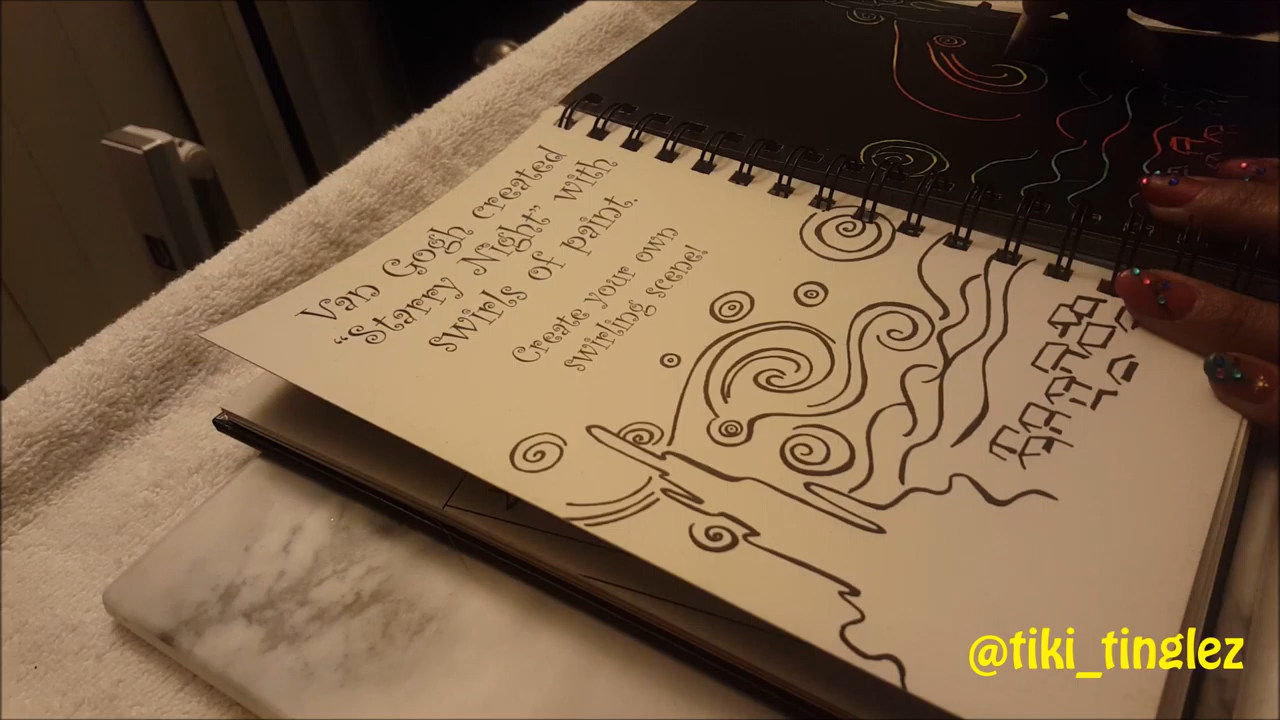 Van Gogh created
"Starry Night" with
swirls of paint.
Create your own
swirling scene!
@tiki_tinglez